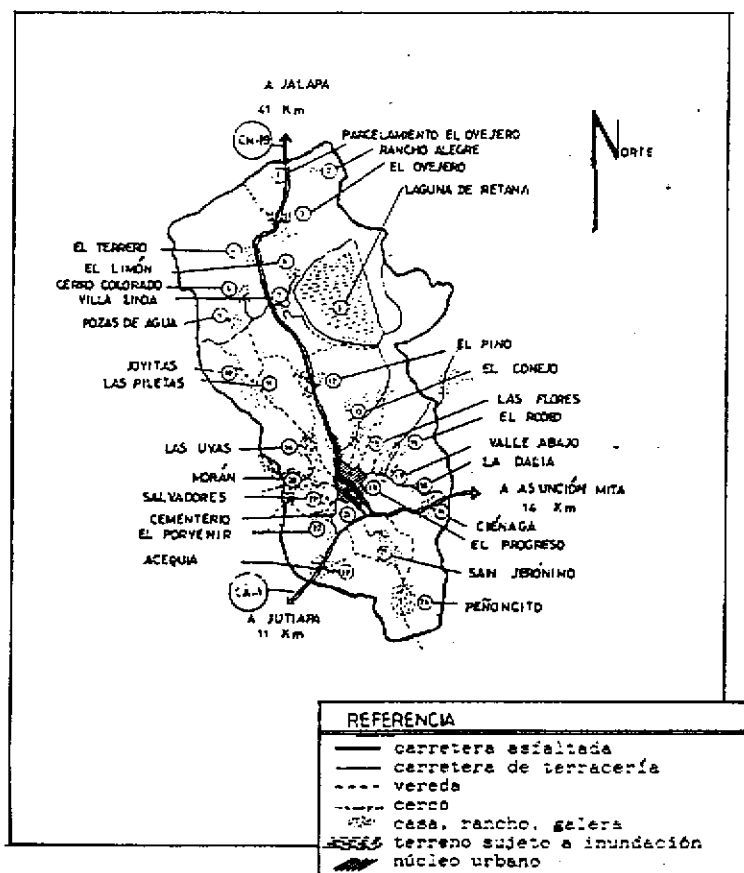 A JALAPA
41 Km
CN-19
PARCELAMIENTO EL OVEJERO
RANCHO ALEGRE
EL OVEJERO
LAGUNA DE RETANA
NORTE
EL TERRERO
EL LIMÓN
CERRO COLORADO
VILLA LINDA
POZAS DE AGUA
JOYITAS
LAS PILETAS
EL PINO
EL CONEJO
LAS FLORES
EL RODEO
LAS UVAS
VALLE ABAJO
MORÁN
LA DALIA
SALVADORES
A ASUNCIÓN MITA
14 Km
CEMENTERIO
CIÉNAGA
EL PORVENIR
EL PROGRESO
ACEQUIA
SAN JERÓNIMO
CA-1
PEÑONCITO
A JUTIAPA
11 Km
REFERENCIA
carretera asfaltada
carretera de terracería
vereda
cerco
casa, rancho, galera
terreno sujeto a inundación
núcleo urbano